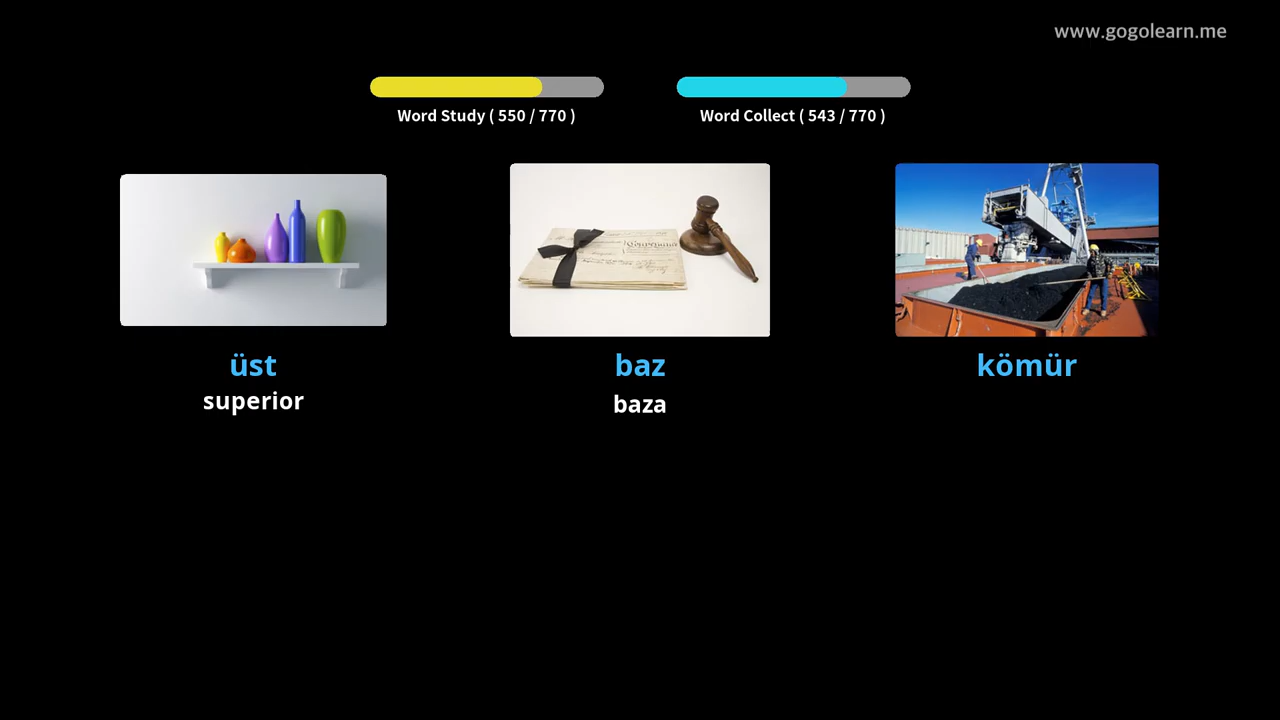 www.gogolearn.me
Word Study ( 550 / 770 )
Word Collect ( 543 / 770 )
üst
superior
baz
baza
kömür